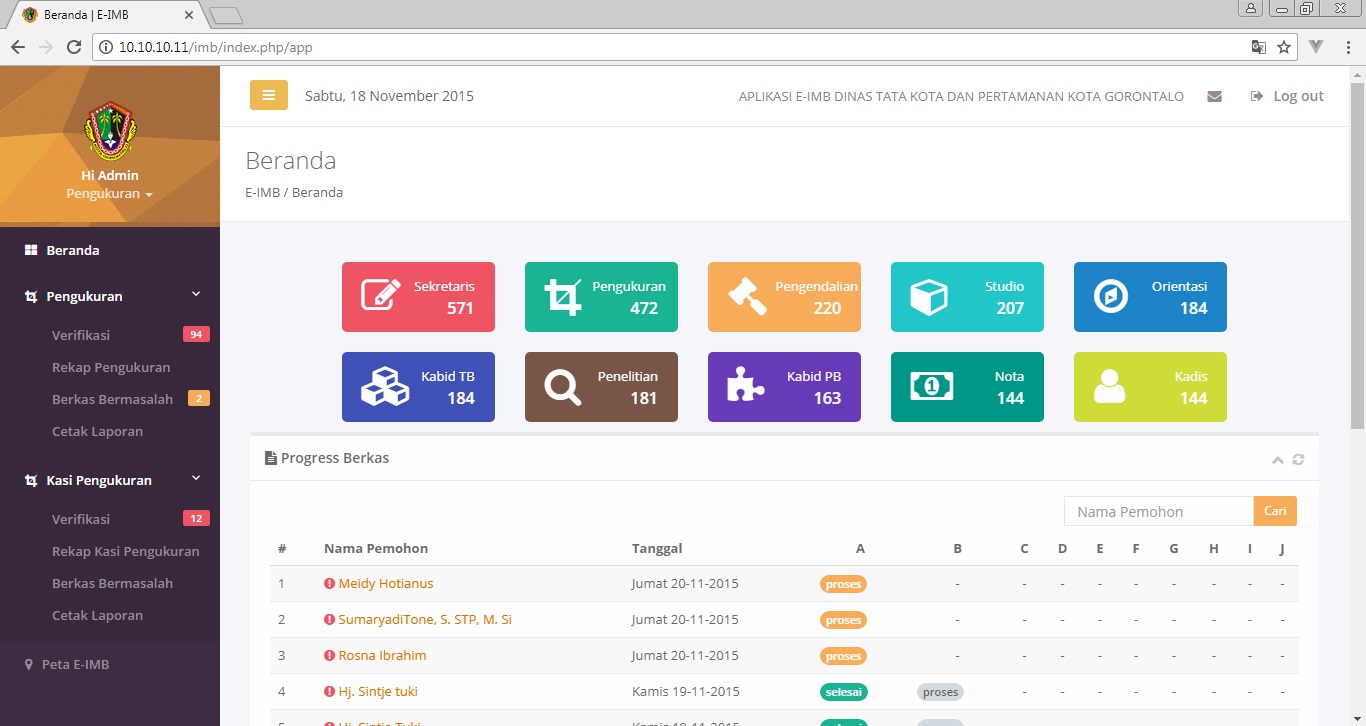 Beranda | E-IMB
10.10.10.11/imb/index.php/app
Hi Admin
Pengukuran
Beranda
Pengukuran
Verifikasi 94
Rekap Pengukuran
Berkas Bermasalah 2
Cetak Laporan
Kasi Pengukuran
Verifikasi 12
Rekap Kasi Pengukuran
Berkas Bermasalah
Cetak Laporan
Peta E-IMB
Sabtu, 18 November 2015 APLIKASI E-IMB DINAS TATA KOTA DAN PERTAMANAN KOTA GORONTALO Log out
Beranda
E-IMB / Beranda
Sekretaris
571
Pengukuran
472
Pengendalian
220
Studio
207
Orientasi
184
Kabid TB
184
Penelitian
181
Kabid PB
163
Nota
144
Kadis
144
Progress Berkas
Nama Pemohon Cari
# Nama Pemohon Tanggal A B C D E F G H I J
1 Meidy Hotianus Jumat 20-11-2015 proses - - - - - - - - -
2 SumaryadiTone, S. STP, M. Si Jumat 20-11-2015 proses - - - - - - - - -
3 Rosna Ibrahim Jumat 20-11-2015 proses - - - - - - - - -
4 Hj. Sintje tuki Kamis 19-11-2015 selesai proses - - - - - - - -